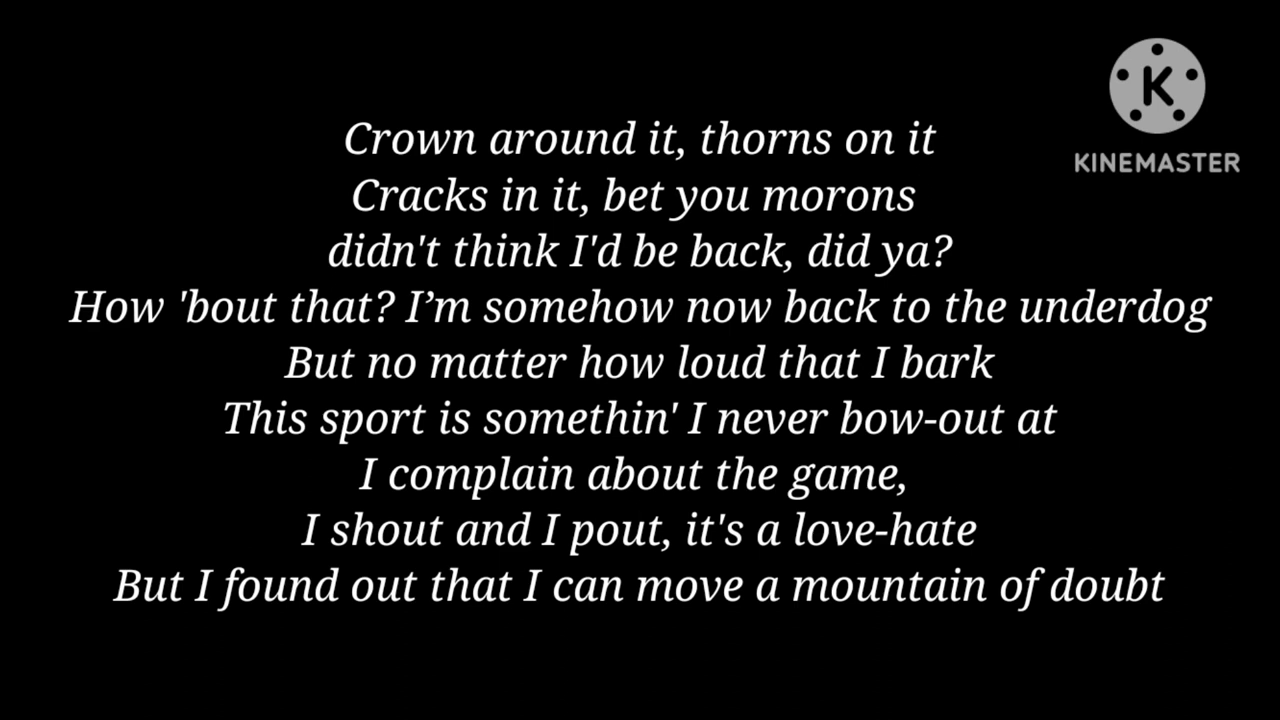 K
KINEMASTER
Crown around it, thorns on it
Cracks in it, bet you morons
didn't think I'd be back, did ya?
How 'bout that? I’m somehow now back to the underdog
But no matter how loud that I bark
This sport is somethin' I never bow-out at
I complain about the game,
I shout and I pout, it's a love-hate
But I found out that I can move a mountain of doubt